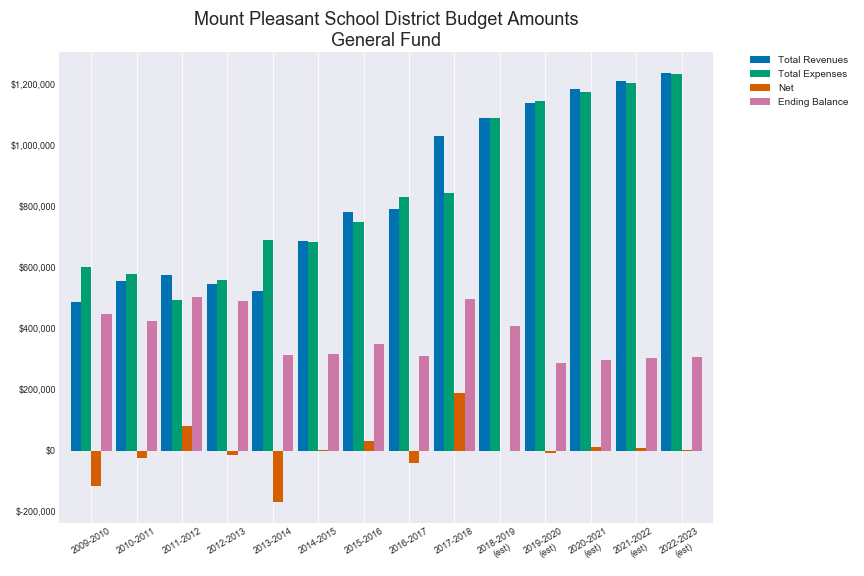 Mount Pleasant School District Budget Amounts
General Fund
Total Revenues
Total Expenses
Net
Ending Balance
$1,200,000
$1,000,000
$800,000
$600,000
$400,000
$200,000
$0
$-200,000
2009-2010
2010-2011
2011-2012
2012-2013
2013-2014
2014-2015
2015-2016
2016-2017
2017-2018
2018-2019
(est)
2019-2020
(est)
2020-2021
(est)
2021-2022
(est)
2022-2023
(est)